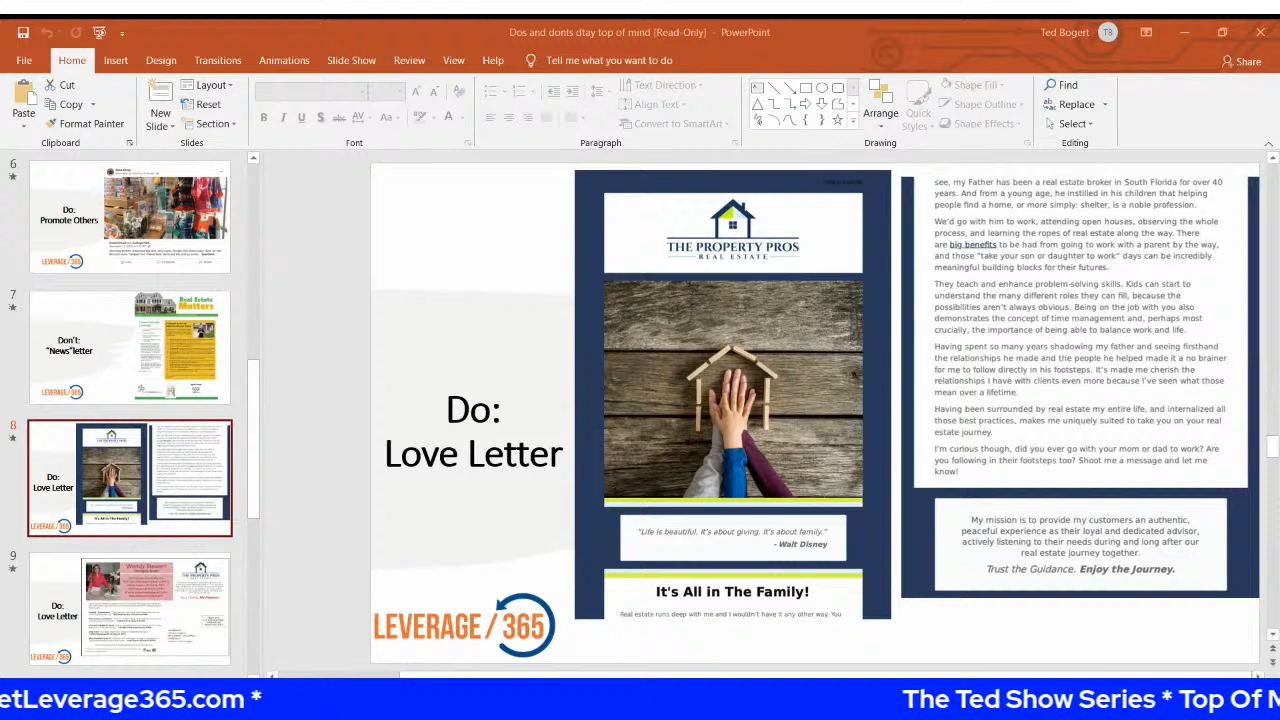 Dos and donts dtay top of mind [Read-Only] - PowerPoint
Ted Bogert
TB
File
Home
Insert
Design
Transitions
Animations
Slide Show
Review
View
Help
Tell me what you want to do
Share
Paste
Cut
Copy
Format Painter
Clipboard
New
Slide
Layout
Reset
Section
Slides
B
I
U
S
abc
AV
Aa
A
Font
Text Direction
Align Text
Convert to SmartArt
Paragraph
Arrange
Quick
Styles
Shape Fill
Shape Outline
Shape Effects
Drawing
Find
Replace
Select
Editing
6
Do:
Promote Others
LEVERAGE/365
7
Don't:
"News"letter
Real Estate
Matters
LEVERAGE/365
8
Do:
Love Letter
It's All in The Family!
LEVERAGE/365
9
Do:
Love Letter
Wendy Stewart
THE PROPERTY PROS
LEVERAGE/365
Do:
Love Letter
LEVERAGE/365
THE PROPERTY PROS
REAL ESTATE
"Life is beautiful. It's about giving. It's about family."
- Walt Disney
It's All in The Family!
Real estate runs deep with me and I wouldn't have it any other way. You
see, my Father has been a real estate broker in South Florida for over 40
years. And from a young age, he instilled in his children that helping
people find a home, or more simply: shelter, is a noble profession.
We'd go with him to work, attending open houses, observing the whole
process, and learning the ropes of real estate along the way. There
are big benefits to be had from going to work with a parent by the way,
and those "take your son or daughter to work" days can be incredibly
meaningful building blocks for their futures.
They teach and enhance problem-solving skills. Kids can start to
understand the many different roles they can fill, because the
possibilities aren't always obvious. Being on the job with you also
demonstrates the concept of time management and, perhaps most
crucially, the importance of being able to balance work and life.
Having spent so many years shadowing my father and seeing firsthand
the relationships he made and the people he helped made it a no brainer
for me to follow directly in his footsteps. It's made me cherish the
relationships I have with clients even more because I've seen what those
mean over a lifetime.
Having been surrounded by real estate my entire life, and internalized all
those best practices, makes me uniquely suited to take you on your real
estate journey.
I'm curious though, did you ever go with your mom or dad to work? Are
you following in their footsteps too? Shoot me a message and let me
know!
My mission is to provide my customers an authentic,
peaceful experience as their loyal and dedicated advisor,
actively listening to their needs during and long after our
real estate journey together.
Trust the Guidance. Enjoy the Journey.
etLeverage365.com *
The Ted Show Series * Top Of M